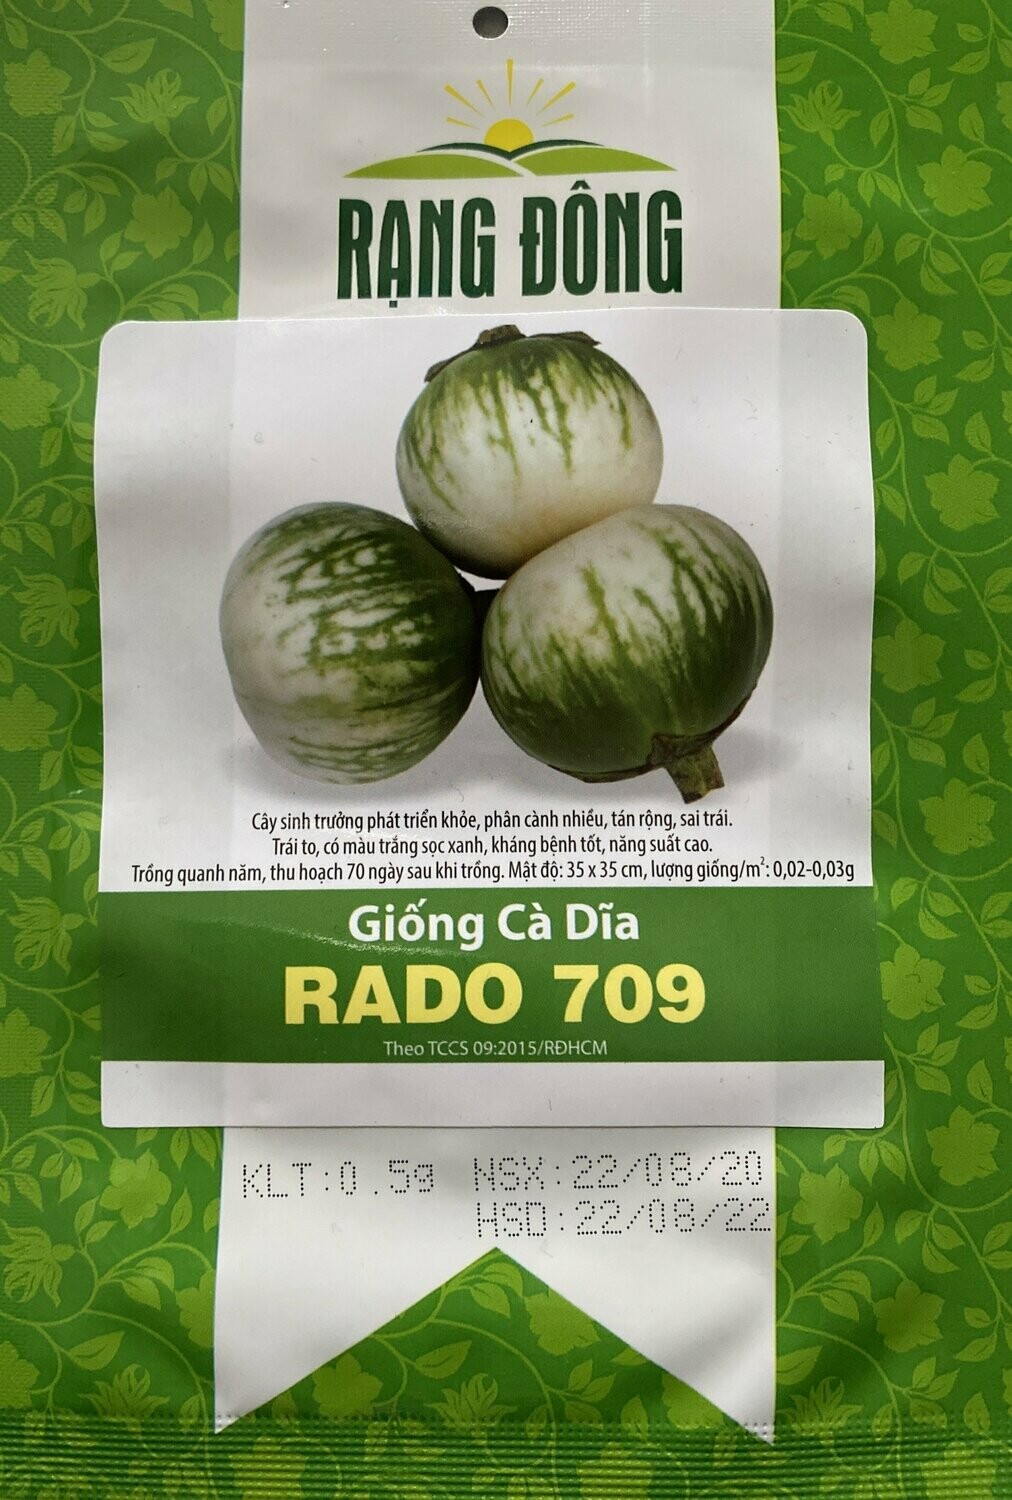 RẠNG ĐÔNG
Cây sinh trưởng phát triển khỏe, phân cành nhiều, tán rộng, sai trái.
Trái to, có màu trắng sọc xanh, kháng bệnh tốt, năng suất cao.
Trồng quanh năm, thu hoạch 70 ngày sau khi trồng. Mật độ: 35 x 35 cm, lượng giống/m²: 0,02-0,03g
Giống Cà Dĩa
RADO 709
Theo TCCS 09:2015/RĐHCM
KLT:0.5g NSX:22/08/20
HSD:22/08/22